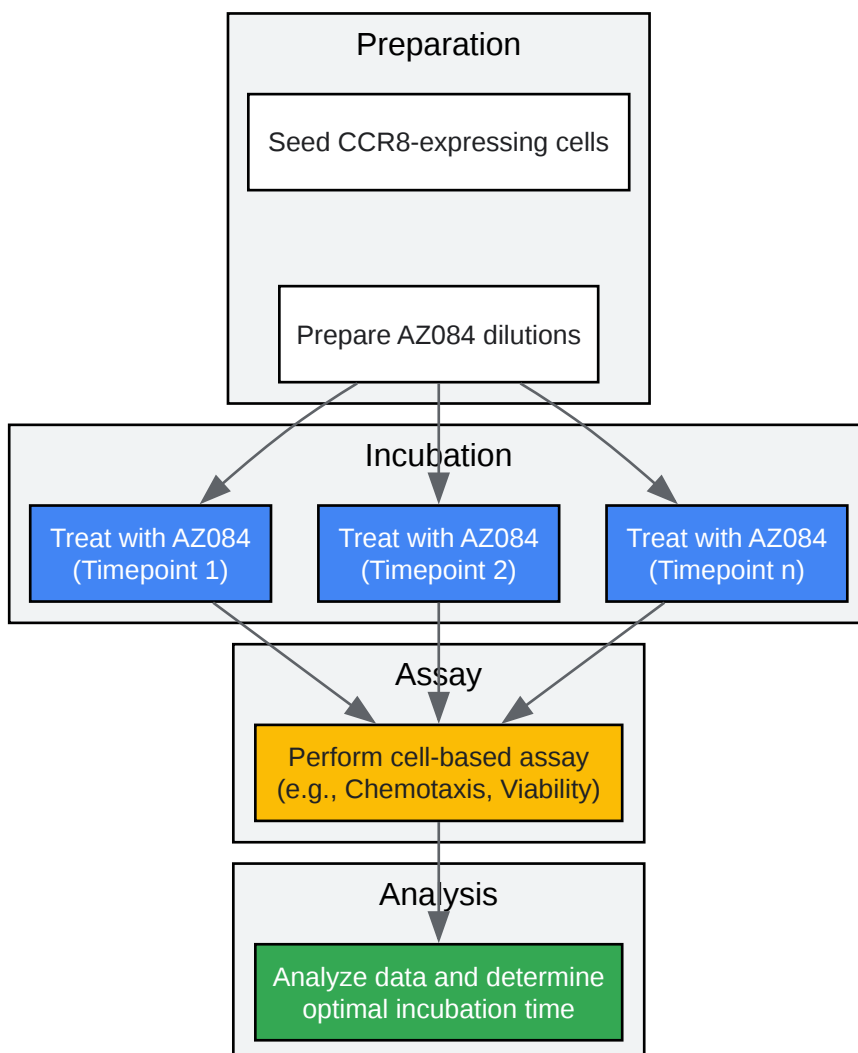 Preparation
Seed CCR8-expressing cells
Prepare AZ084 dilutions
Incubation
Treat with AZ084
(Timepoint 1)
Treat with AZ084
(Timepoint 2)
Treat with AZ084
(Timepoint n)
Assay
Perform cell-based assay
(e.g., Chemotaxis, Viability)
Analysis
Analyze data and determine
optimal incubation time